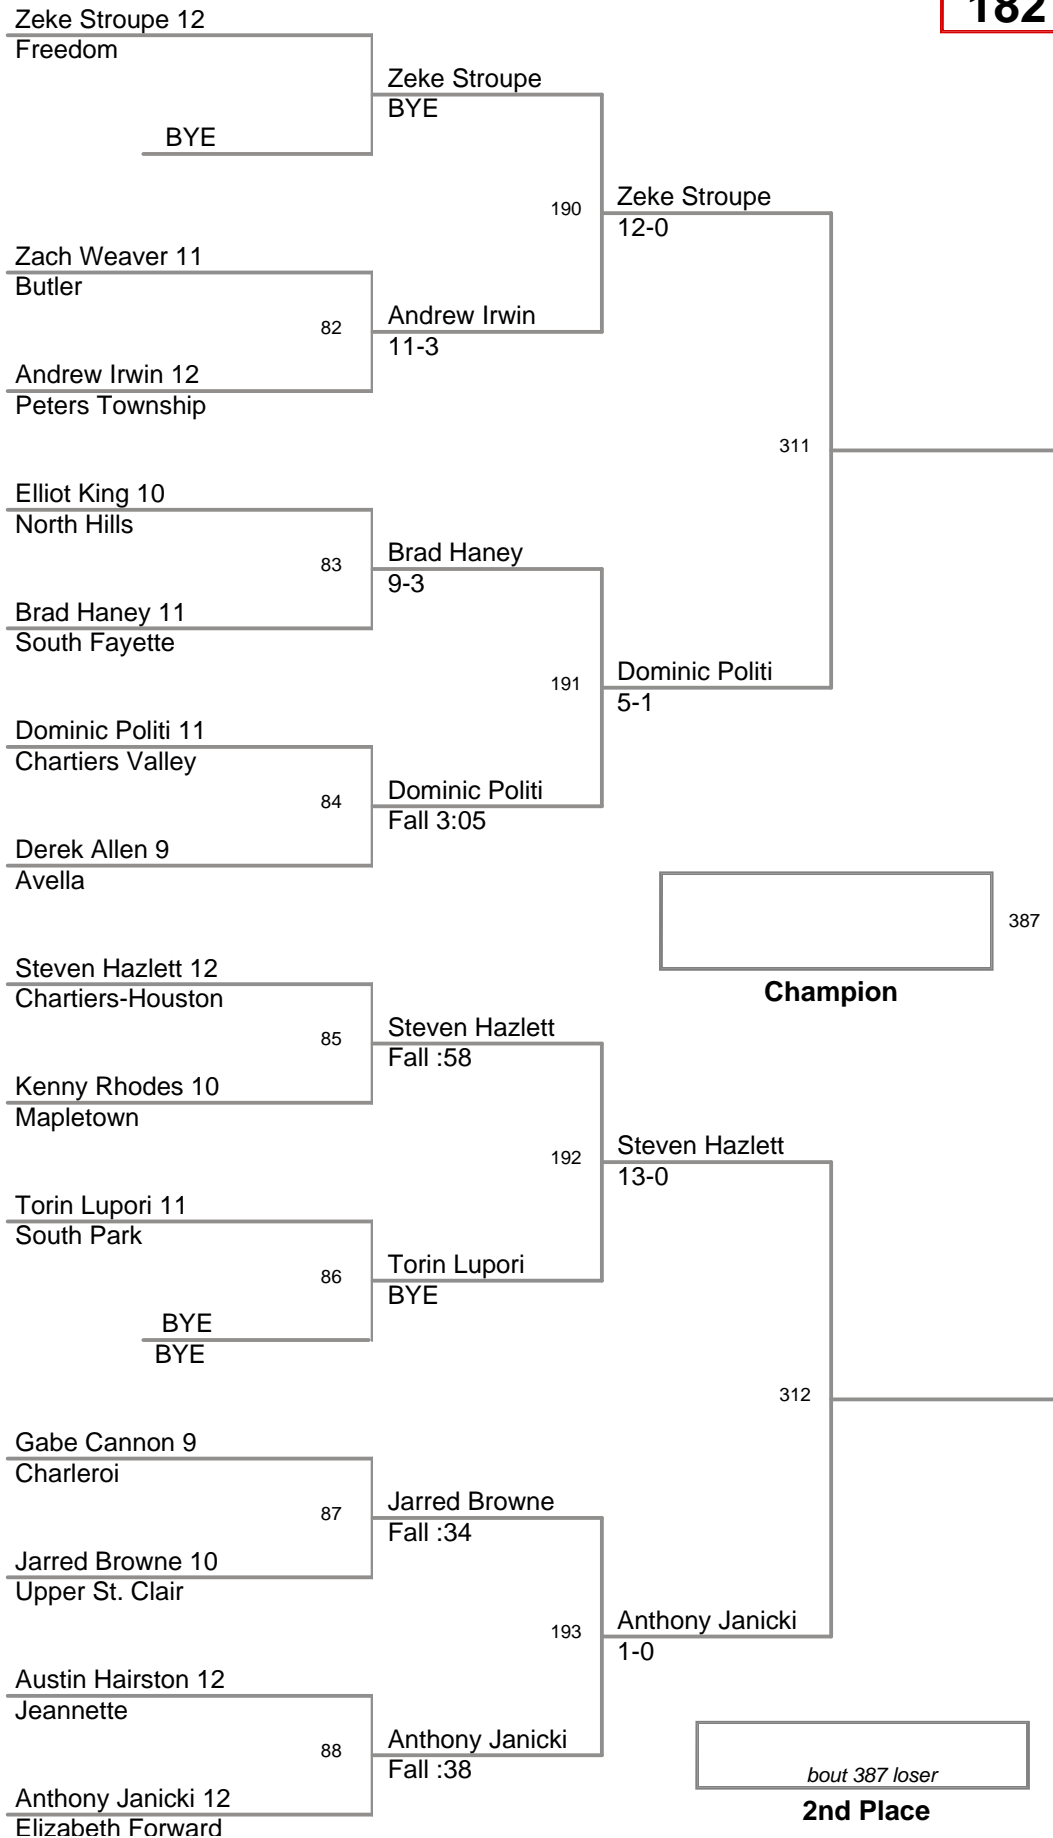 182
Zeke Stroupe 12
Freedom
Zeke Stroupe
BYE
BYE
190
Zeke Stroupe
12-0
Zach Weaver 11
Butler
82
Andrew Irwin
11-3
Andrew Irwin 12
Peters Township
311
Elliot King 10
North Hills
83
Brad Haney
9-3
Brad Haney 11
South Fayette
191
Dominic Politi
5-1
Dominic Politi 11
Chartiers Valley
84
Dominic Politi
Fall 3:05
Derek Allen 9
Avella
387
Champion
Steven Hazlett 12
Chartiers-Houston
85
Steven Hazlett
Fall :58
Kenny Rhodes 10
Mapletown
192
Steven Hazlett
13-0
Torin Lupori 11
South Park
86
Torin Lupori
BYE
BYE
BYE
312
Gabe Cannon 9
Charleroi
87
Jarred Browne
Fall :34
Jarred Browne 10
Upper St. Clair
193
Anthony Janicki
1-0
Austin Hairston 12
Jeannette
88
Anthony Janicki
Fall :38
Anthony Janicki 12
Elizabeth Forward
bout 387 loser
2nd Place